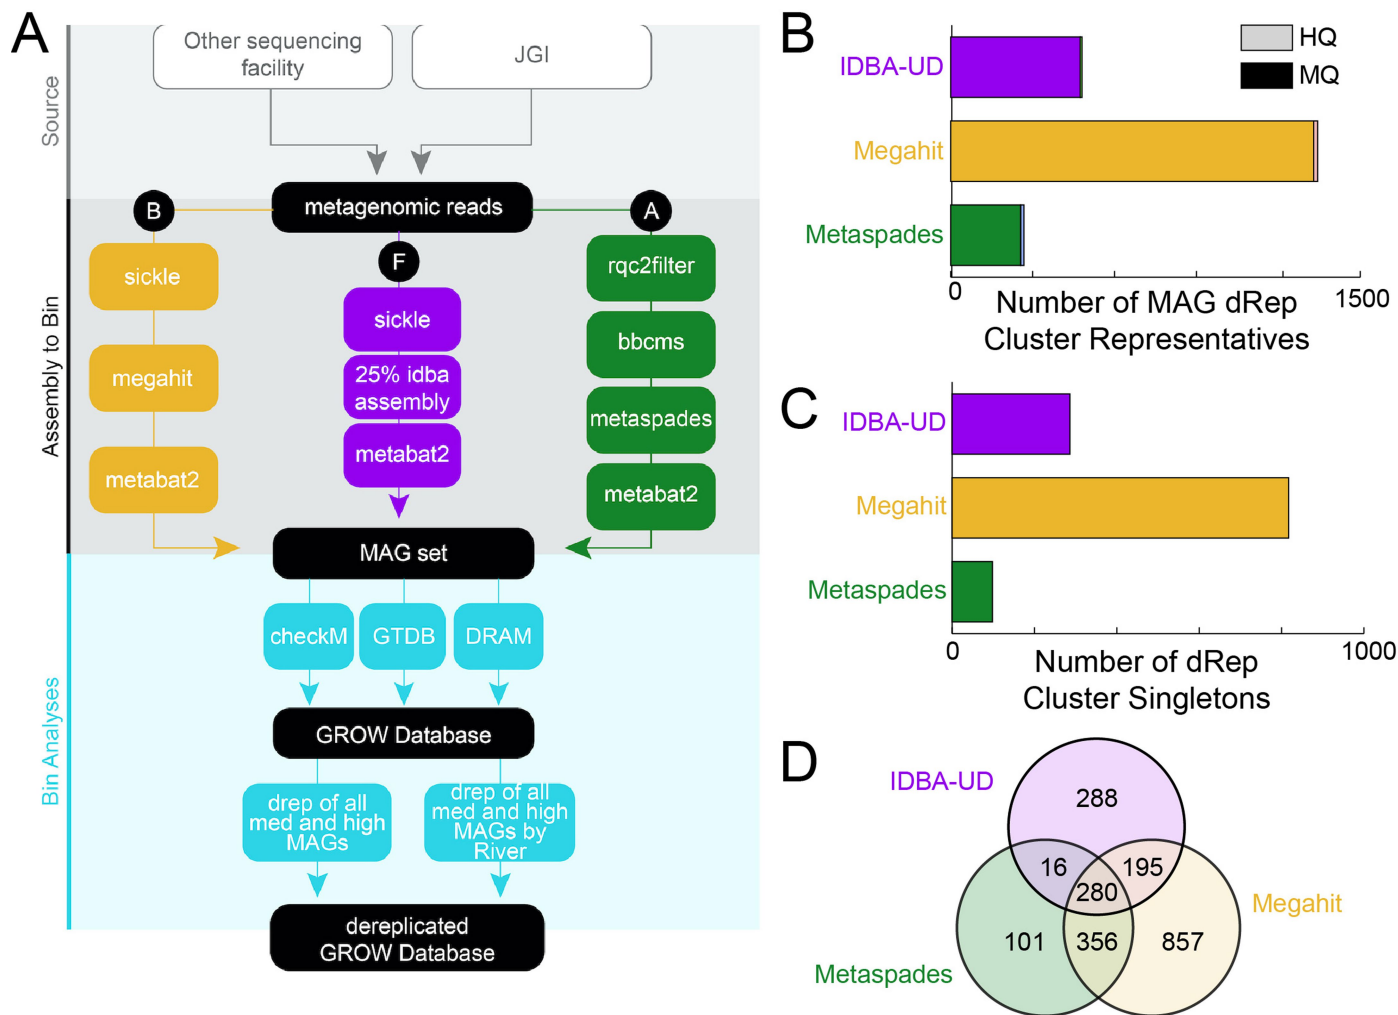 A
Source
Other sequencing
facility
JGI
Assembly to Bin
metagenomic reads
B
F
A
sickle
megahit
metabat2
sickle
25% idba
assembly
metabat2
rqc2filter
bbcms
metaspades
metabat2
MAG set
Bin Analyses
checkM
GTDB
DRAM
GROW Database
drep of all
med and high
MAGs
drep of all
med and high
MAGs by
River
dereplicated
GROW Database
B
HQ
MQ
IDBA-UD
Megahit
Metaspades
0
1500
Number of MAG dRep
Cluster Representatives
C
IDBA-UD
Megahit
Metaspades
0
1000
Number of dRep
Cluster Singletons
D
IDBA-UD
288
16
195
280
Megahit
101
356
857
Metaspades